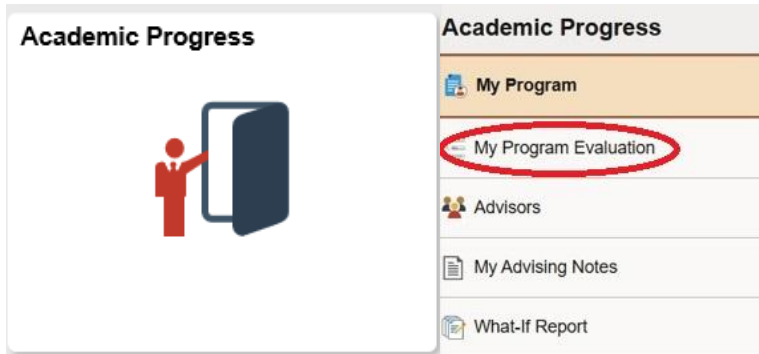 Academic Progress
Academic Progress
My Program
My Program Evaluation
Advisors
My Advising Notes
What-If Report